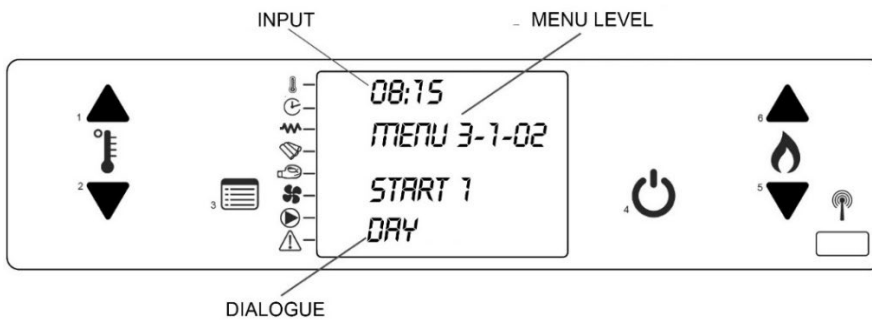 INPUT
MENU LEVEL
08:15
MENU 3-1-02
START 1
DAY
1
2
3
4
6
5
DIALOGUE